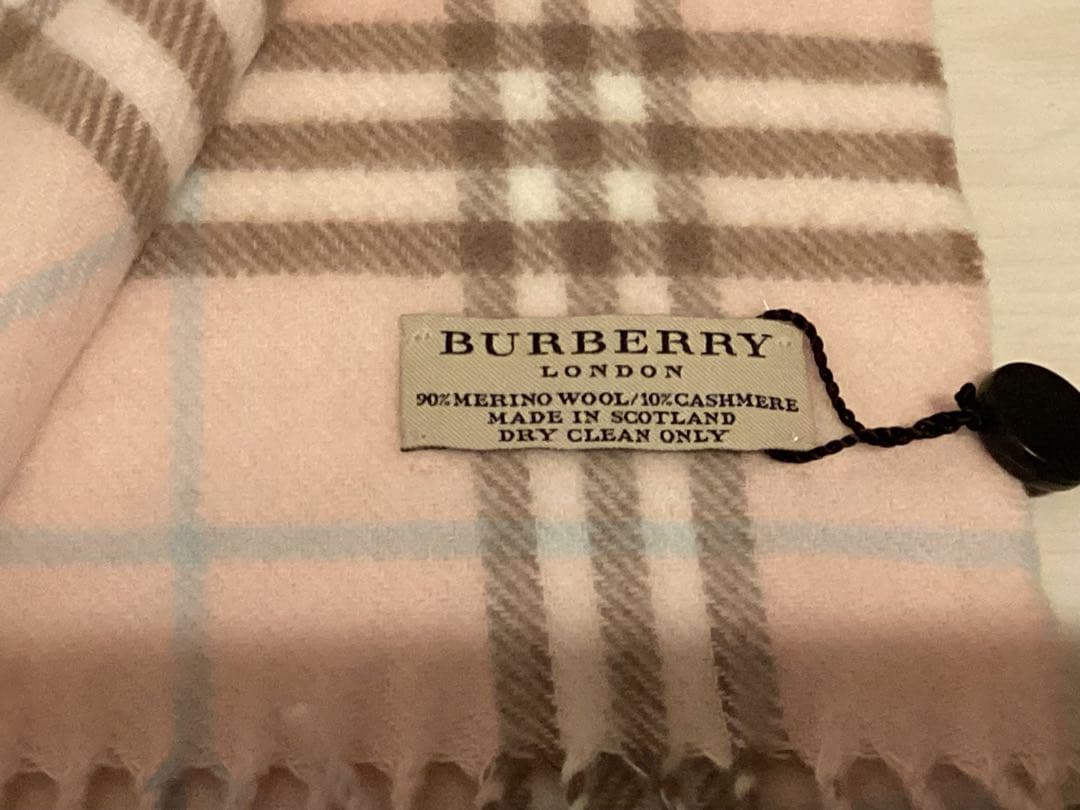 BURBERRY
LONDON
90% MERINO WOOL/10% CASHMERE
MADE IN SCOTLAND
DRY CLEAN ONLY